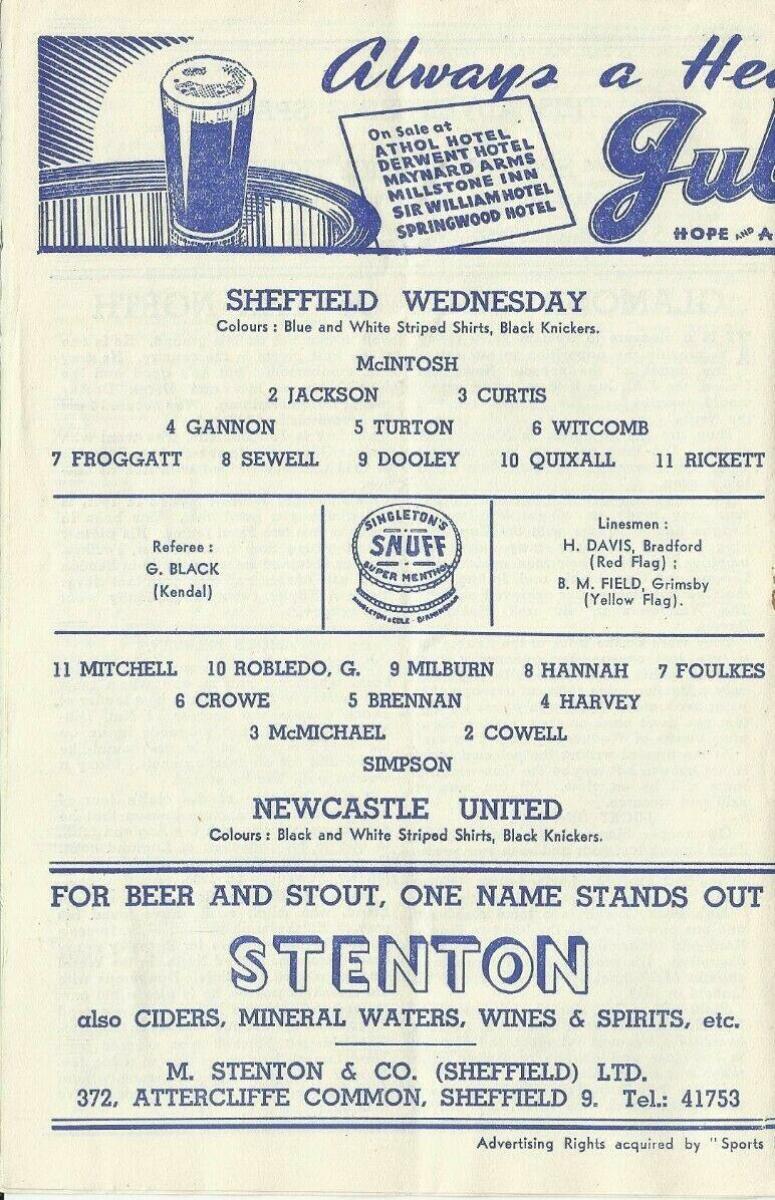 Always a Hea
On Sale at
ATHOL HOTEL
DERWENT HOTEL
MAYNARD ARMS
MILLSTONE INN
SIR WILLIAM HOTEL
SPRINGWOOD HOTEL
Jub
HOPE AND A
SHEFFIELD WEDNESDAY
Colours : Blue and White Striped Shirts, Black Knickers.
McINTOSH
2 JACKSON 3 CURTIS
4 GANNON 5 TURTON 6 WITCOMB
7 FROGGATT 8 SEWELL 9 DOOLEY 10 QUIXALL 11 RICKETT
Referee :
G. BLACK
(Kendal)
SINGLETON'S
SNUFF
SUPER MENTHOL
SINGLETON & COLE · BIRMINGHAM
Linesmen :
H. DAVIS, Bradford
(Red Flag) :
B. M. FIELD, Grimsby
(Yellow Flag).
11 MITCHELL 10 ROBLEDO, G. 9 MILBURN 8 HANNAH 7 FOULKES
6 CROWE 5 BRENNAN 4 HARVEY
3 McMICHAEL 2 COWELL
SIMPSON
NEWCASTLE UNITED
Colours : Black and White Striped Shirts, Black Knickers.
FOR BEER AND STOUT, ONE NAME STANDS OUT
STENTON
also CIDERS, MINERAL WATERS, WINES & SPIRITS, etc.
M. STENTON & CO. (SHEFFIELD) LTD.
372, ATTERCLIFFE COMMON, SHEFFIELD 9. Tel.: 41753
Advertising Rights acquired by "Sports